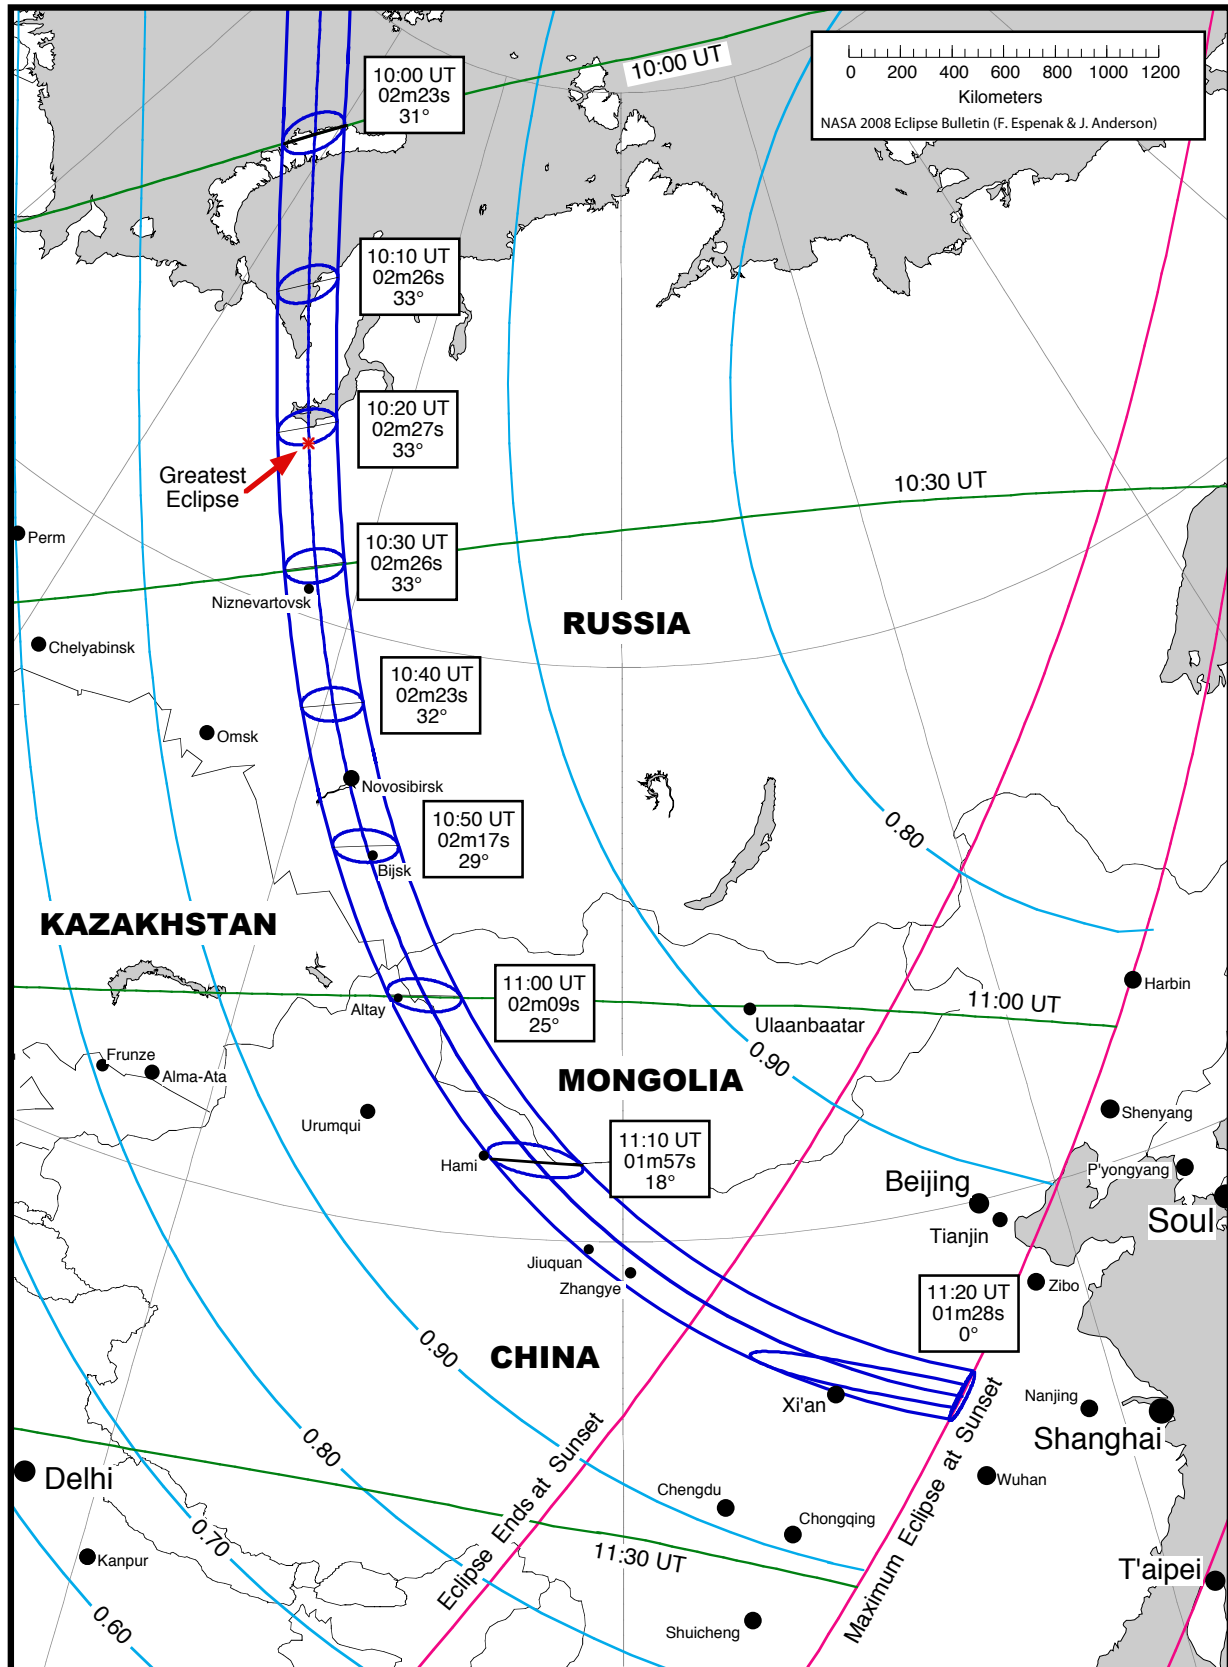 10:00 UT
02m23s
31°
10:00 UT
0 200 400 600 800 1000 1200
Kilometers
NASA 2008 Eclipse Bulletin (F. Espenak & J. Anderson)
10:10 UT
02m26s
33°
10:20 UT
02m27s
33°
Greatest
Eclipse
10:30 UT
Perm
10:30 UT
02m26s
33°
Niznevartovsk
RUSSIA
Chelyabinsk
10:40 UT
02m23s
32°
Omsk
Novosibirsk
10:50 UT
02m17s
29°
0.80
Bijsk
KAZAKHSTAN
11:00 UT
02m09s
25°
Altay
Harbin
11:00 UT
Ulaanbaatar
0.90
Frunze
Alma-Ata
MONGOLIA
Urumqui
Shenyang
11:10 UT
01m57s
18°
Hami
P'yongyang
Beijing
Soul
Tianjin
Jiuquan
Zhangye
Zibo
11:20 UT
01m28s
0°
0.90
CHINA
Xi'an
Nanjing
Shanghai
Eclipse Ends at Sunset
Maximum Eclipse at Sunset
0.80
Delhi
Wuhan
Chengdu
Chongqing
0.70
11:30 UT
Kanpur
T'aipei
0.60
Shuicheng